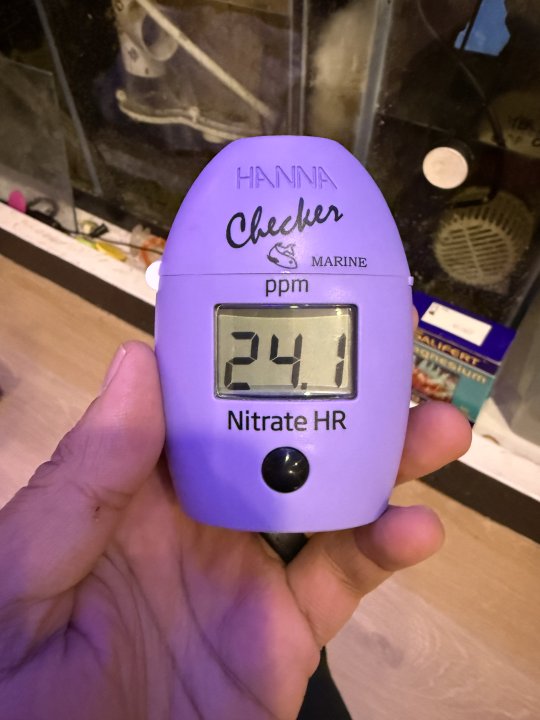 HANNA
Checker
MARINE
ppm
24.1
Nitrate HR
SALIFERT
Magnesium